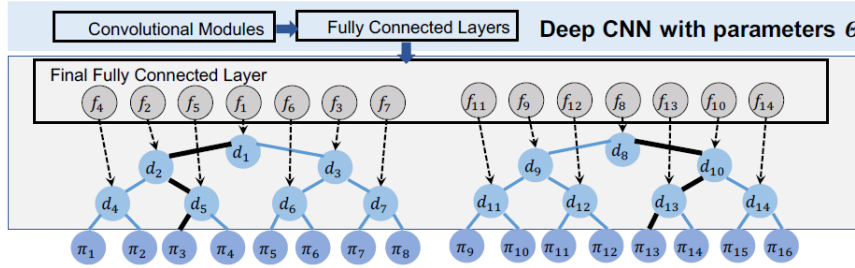 Convolutional Modules
Fully Connected Layers
Deep CNN with parameters Θ
Final Fully Connected Layer
f₄ f₂ f₅ f₁ f₆ f₃ f₇ f₁₁ f₉ f₁₂ f₈ f₁₃ f₁₀ f₁₄
d₁ d₈
d₂ d₃ d₉ d₁₀
d₄ d₅ d₆ d₇ d₁₁ d₁₂ d₁₃ d₁₄
π₁ π₂ π₃ π₄ π₅ π₆ π₇ π₈ π₉ π₁₀ π₁₁ π₁₂ π₁₃ π₁₄ π₁₅ π₁₆